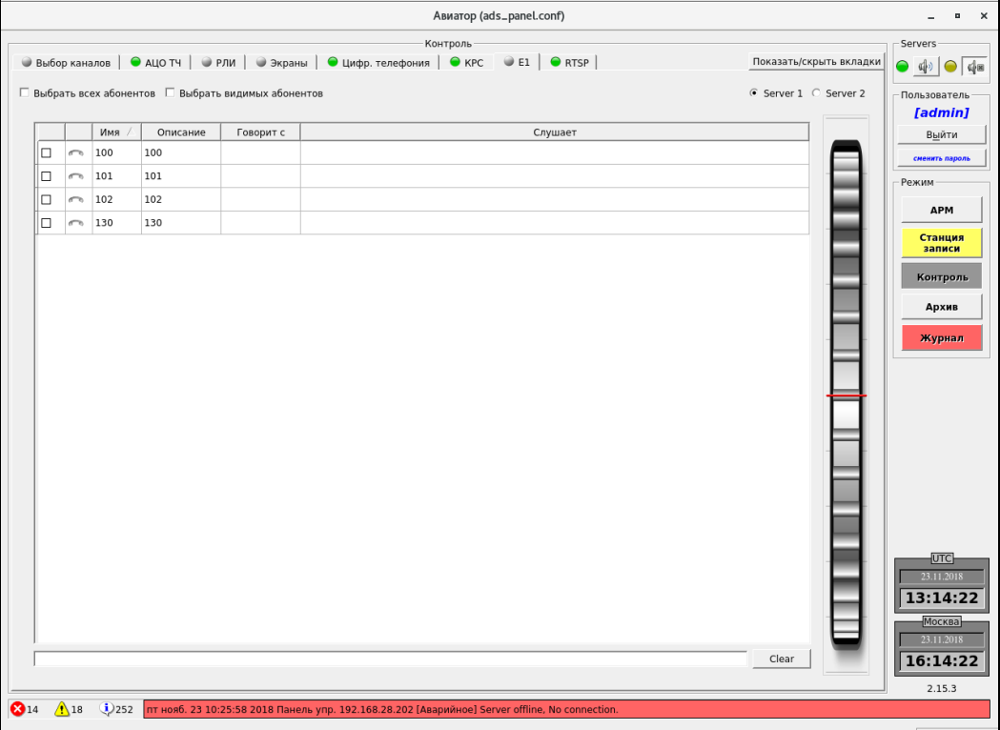 Авиатор (ads_panel.conf)
Контроль
Выбор каналов
АЦО ТЧ
РЛИ
Экраны
Цифр. телефония
КРС
E1
RTSP
Показать/скрыть вкладки
Выбрать всех абонентов
Выбрать видимых абонентов
Server 1
Server 2
Имя Описание Говорит с Слушает
100 100
101 101
102 102
130 130
Clear
Servers
Пользователь
[admin]
Выйти
сменить пароль
Режим
АРМ
Станция
записи
Контроль
Архив
Журнал
UTC
23.11.2018
13:14:22
Москва
23.11.2018
16:14:22
2.15.3
14 18 252
пт нояб. 23 10:25:58 2018 Панель упр. 192.168.28.202 [Аварийное] Server offline, No connection.